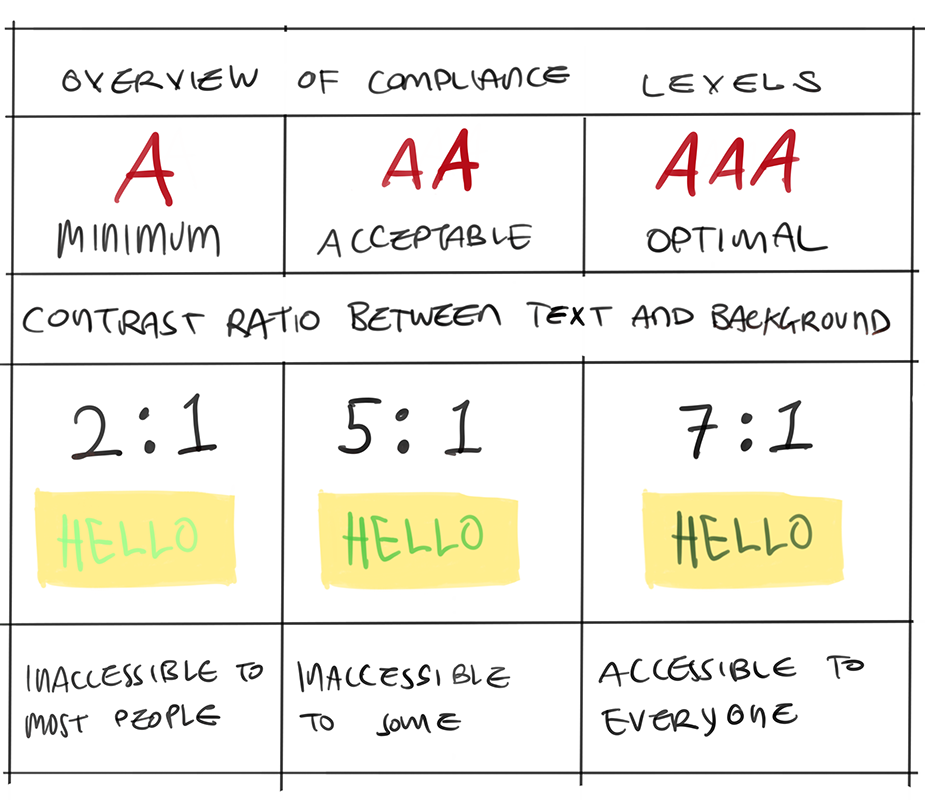 OVERVIEW OF COMPLIANCE LEVELS
A AA AAA
MINIMUM ACCEPTABLE OPTIMAL
CONTRAST RATIO BETWEEN TEXT AND BACKGROUND
2:1 5:1 7:1
HELLO HELLO HELLO
INACCESSIBLE TO INACCESSIBLE ACCESSIBLE TO
MOST PEOPLE TO SOME EVERYONE